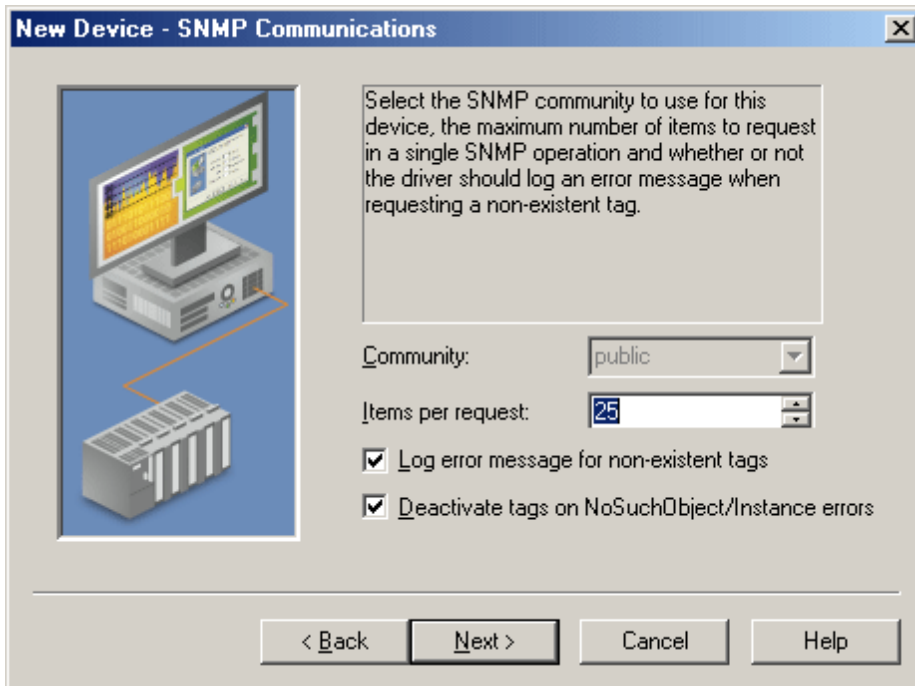 New Device - SNMP Communications
Select the SNMP community to use for this
device, the maximum number of items to request
in a single SNMP operation and whether or not
the driver should log an error message when
requesting a non-existent tag.
Community: public
Items per request: 25
Log error message for non-existent tags
Deactivate tags on NoSuchObject/Instance errors
< Back Next > Cancel Help